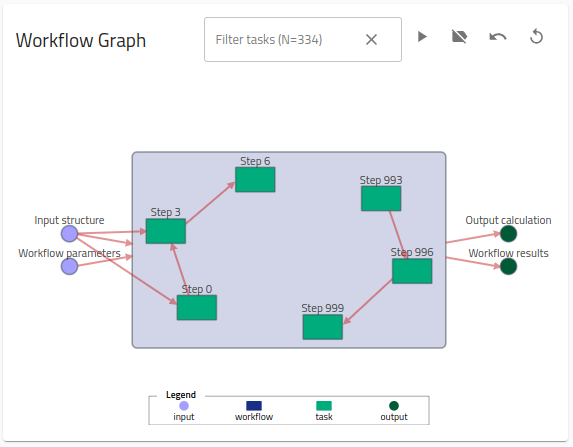 Workflow Graph
Filter tasks (N=334)
Step 6
Step 993
Step 3
Input structure
Output calculation
Workflow parameters
Step 996
Workflow results
Step 0
Step 999
Legend
input
workflow
task
output